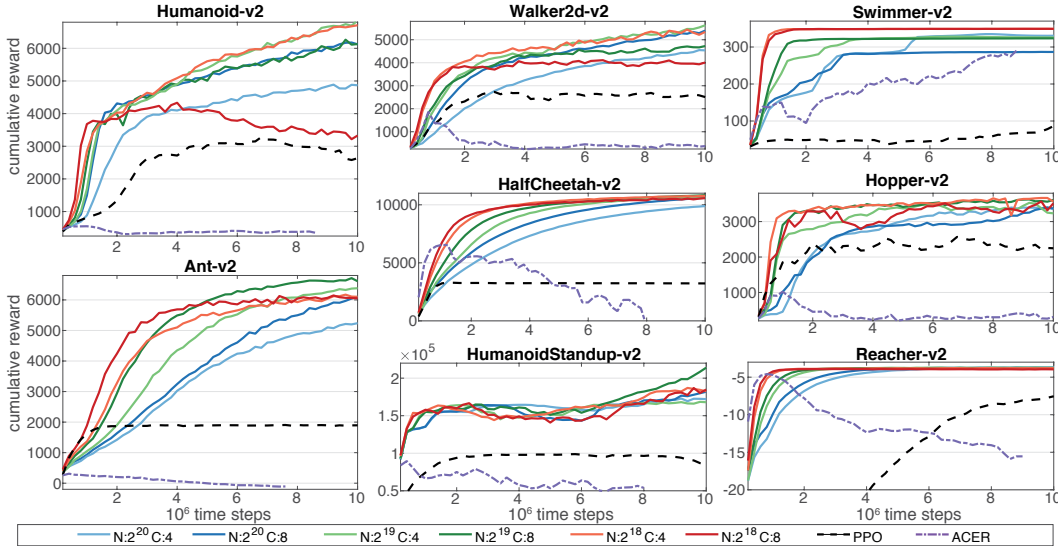 Humanoid-v2
cumulative reward
6000
5000
4000
3000
2000
1000
2 4 6 8 10
Walker2d-v2
5000
4000
3000
2000
1000
2 4 6 8 10
Swimmer-v2
300
200
100
2 4 6 8 10
HalfCheetah-v2
10000
5000
0
2 4 6 8 10
Hopper-v2
3000
2000
1000
2 4 6 8 10
Ant-v2
cumulative reward
6000
5000
4000
3000
2000
1000
0
2 4 6 8 10
10⁶ time steps
HumanoidStandup-v2
× 10⁵
2
1.5
1
0.5
2 4 6 8 10
10⁶ time steps
Reacher-v2
-5
-10
-15
-20
2 4 6 8 10
10⁶ time steps
N:2²⁰ C:4 N:2²⁰ C:8 N:2¹⁹ C:4 N:2¹⁹ C:8 N:2¹⁸ C:4 N:2¹⁸ C:8 PPO ACER